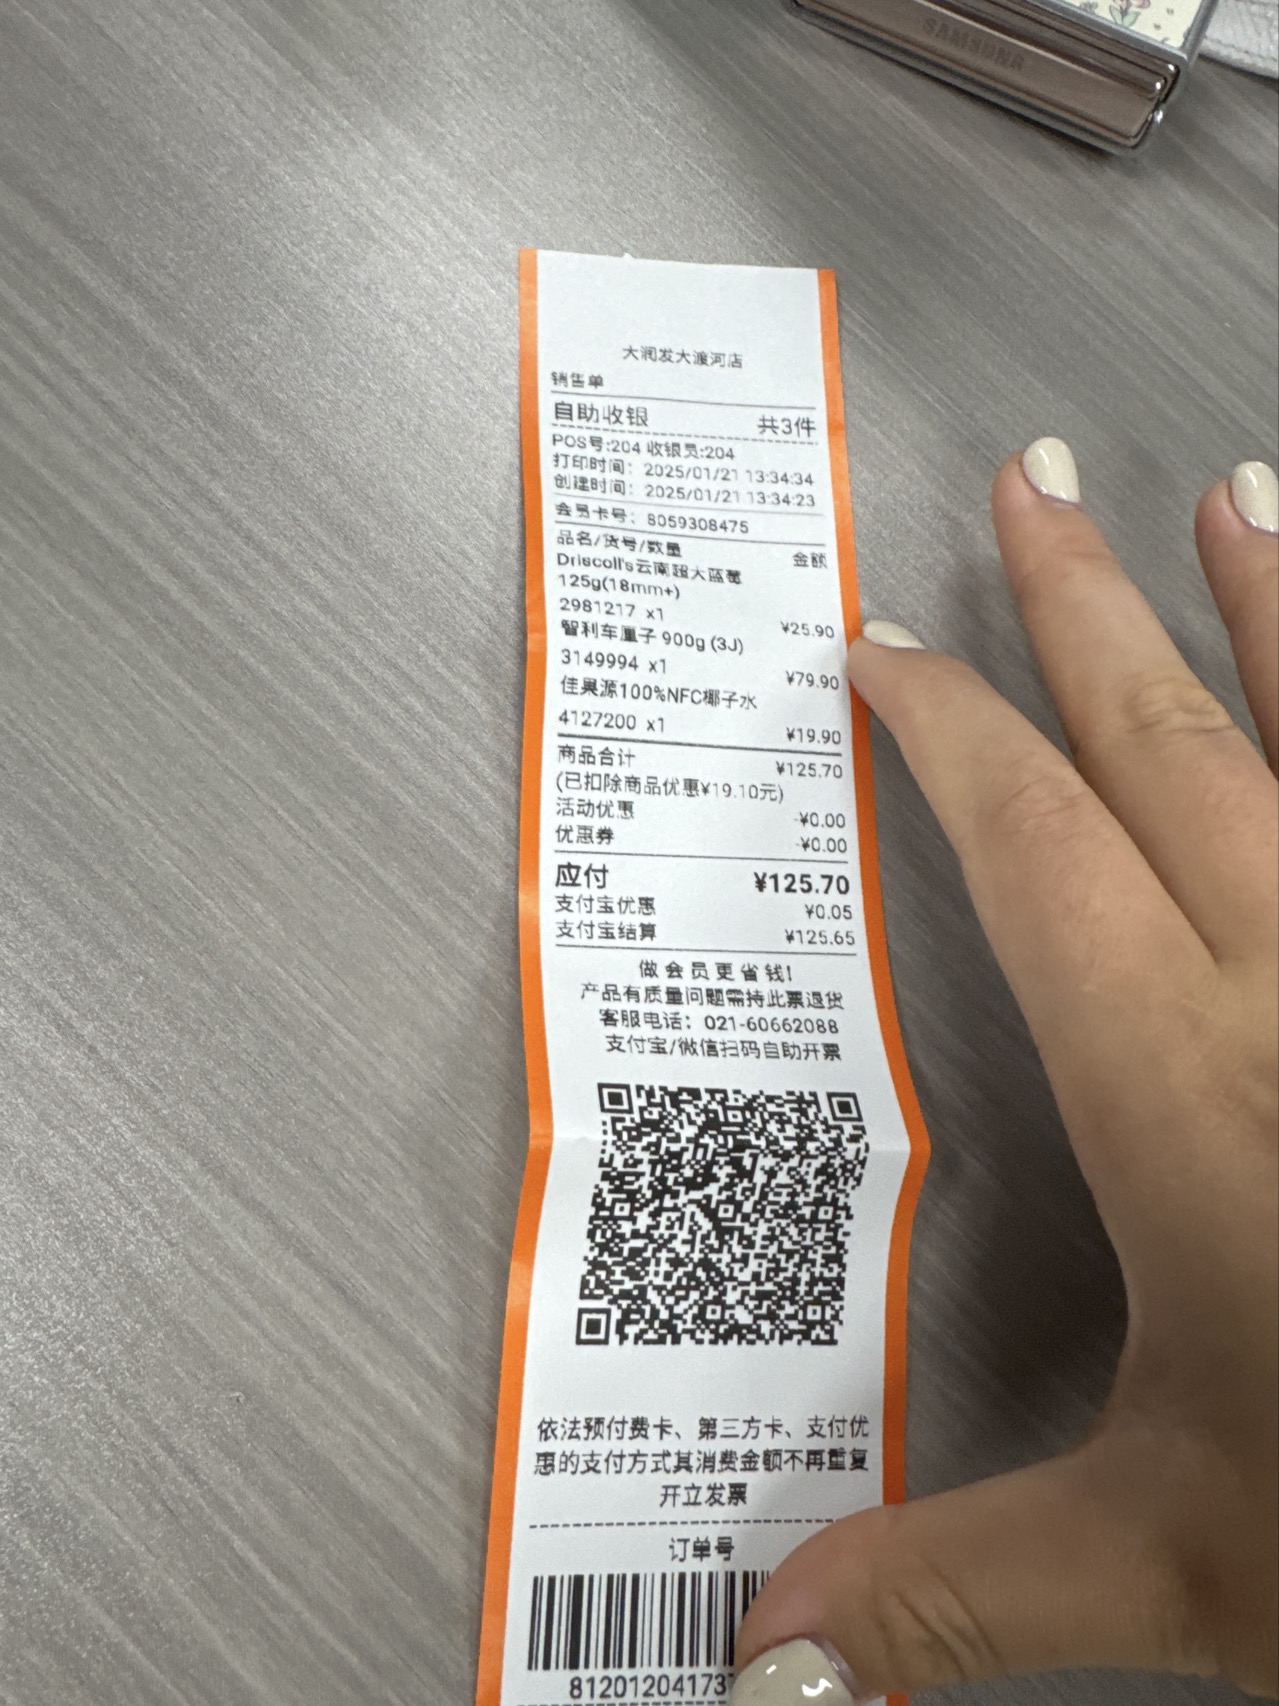 SAMSUNG
大润发大渡河店
销售单
自助收银 共3件
POS号:204 收银员:204
打印时间: 2025/01/21 13:34:34
创建时间: 2025/01/21 13:34:23
会员卡号: 8059308475
品名/货号/数量 金额
Driscoll's云南超大蓝莓
125g(18mm+)
2981217 x1 ¥25.90
智利车厘子 900g (3J)
3149994 x1 ¥79.90
佳果源100%NFC椰子水
4127200 x1 ¥19.90
商品合计 ¥125.70
(已扣除商品优惠¥19.10元)
活动优惠 -¥0.00
优惠券 -¥0.00
应付 ¥125.70
支付宝优惠 ¥0.05
支付宝结算 ¥125.65
做会员更省钱!
产品有质量问题需持此票退货
客服电话: 021-60662088
支付宝/微信扫码自助开票
依法预付费卡、第三方卡、支付优
惠的支付方式其消费金额不再重复
开立发票
订单号
81201204173